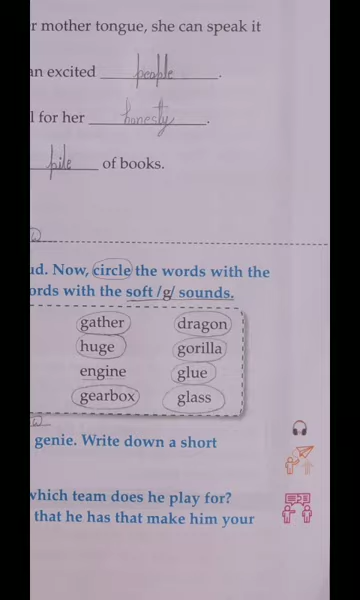 r mother tongue, she can speak it
an excited people.
l for her honesty.
pile of books.
ud. Now, circle the words with the
ords with the soft /g/ sounds.
gather dragon
huge gorilla
engine glue
gearbox glass
genie. Write down a short
which team does he play for?
that he has that make him your